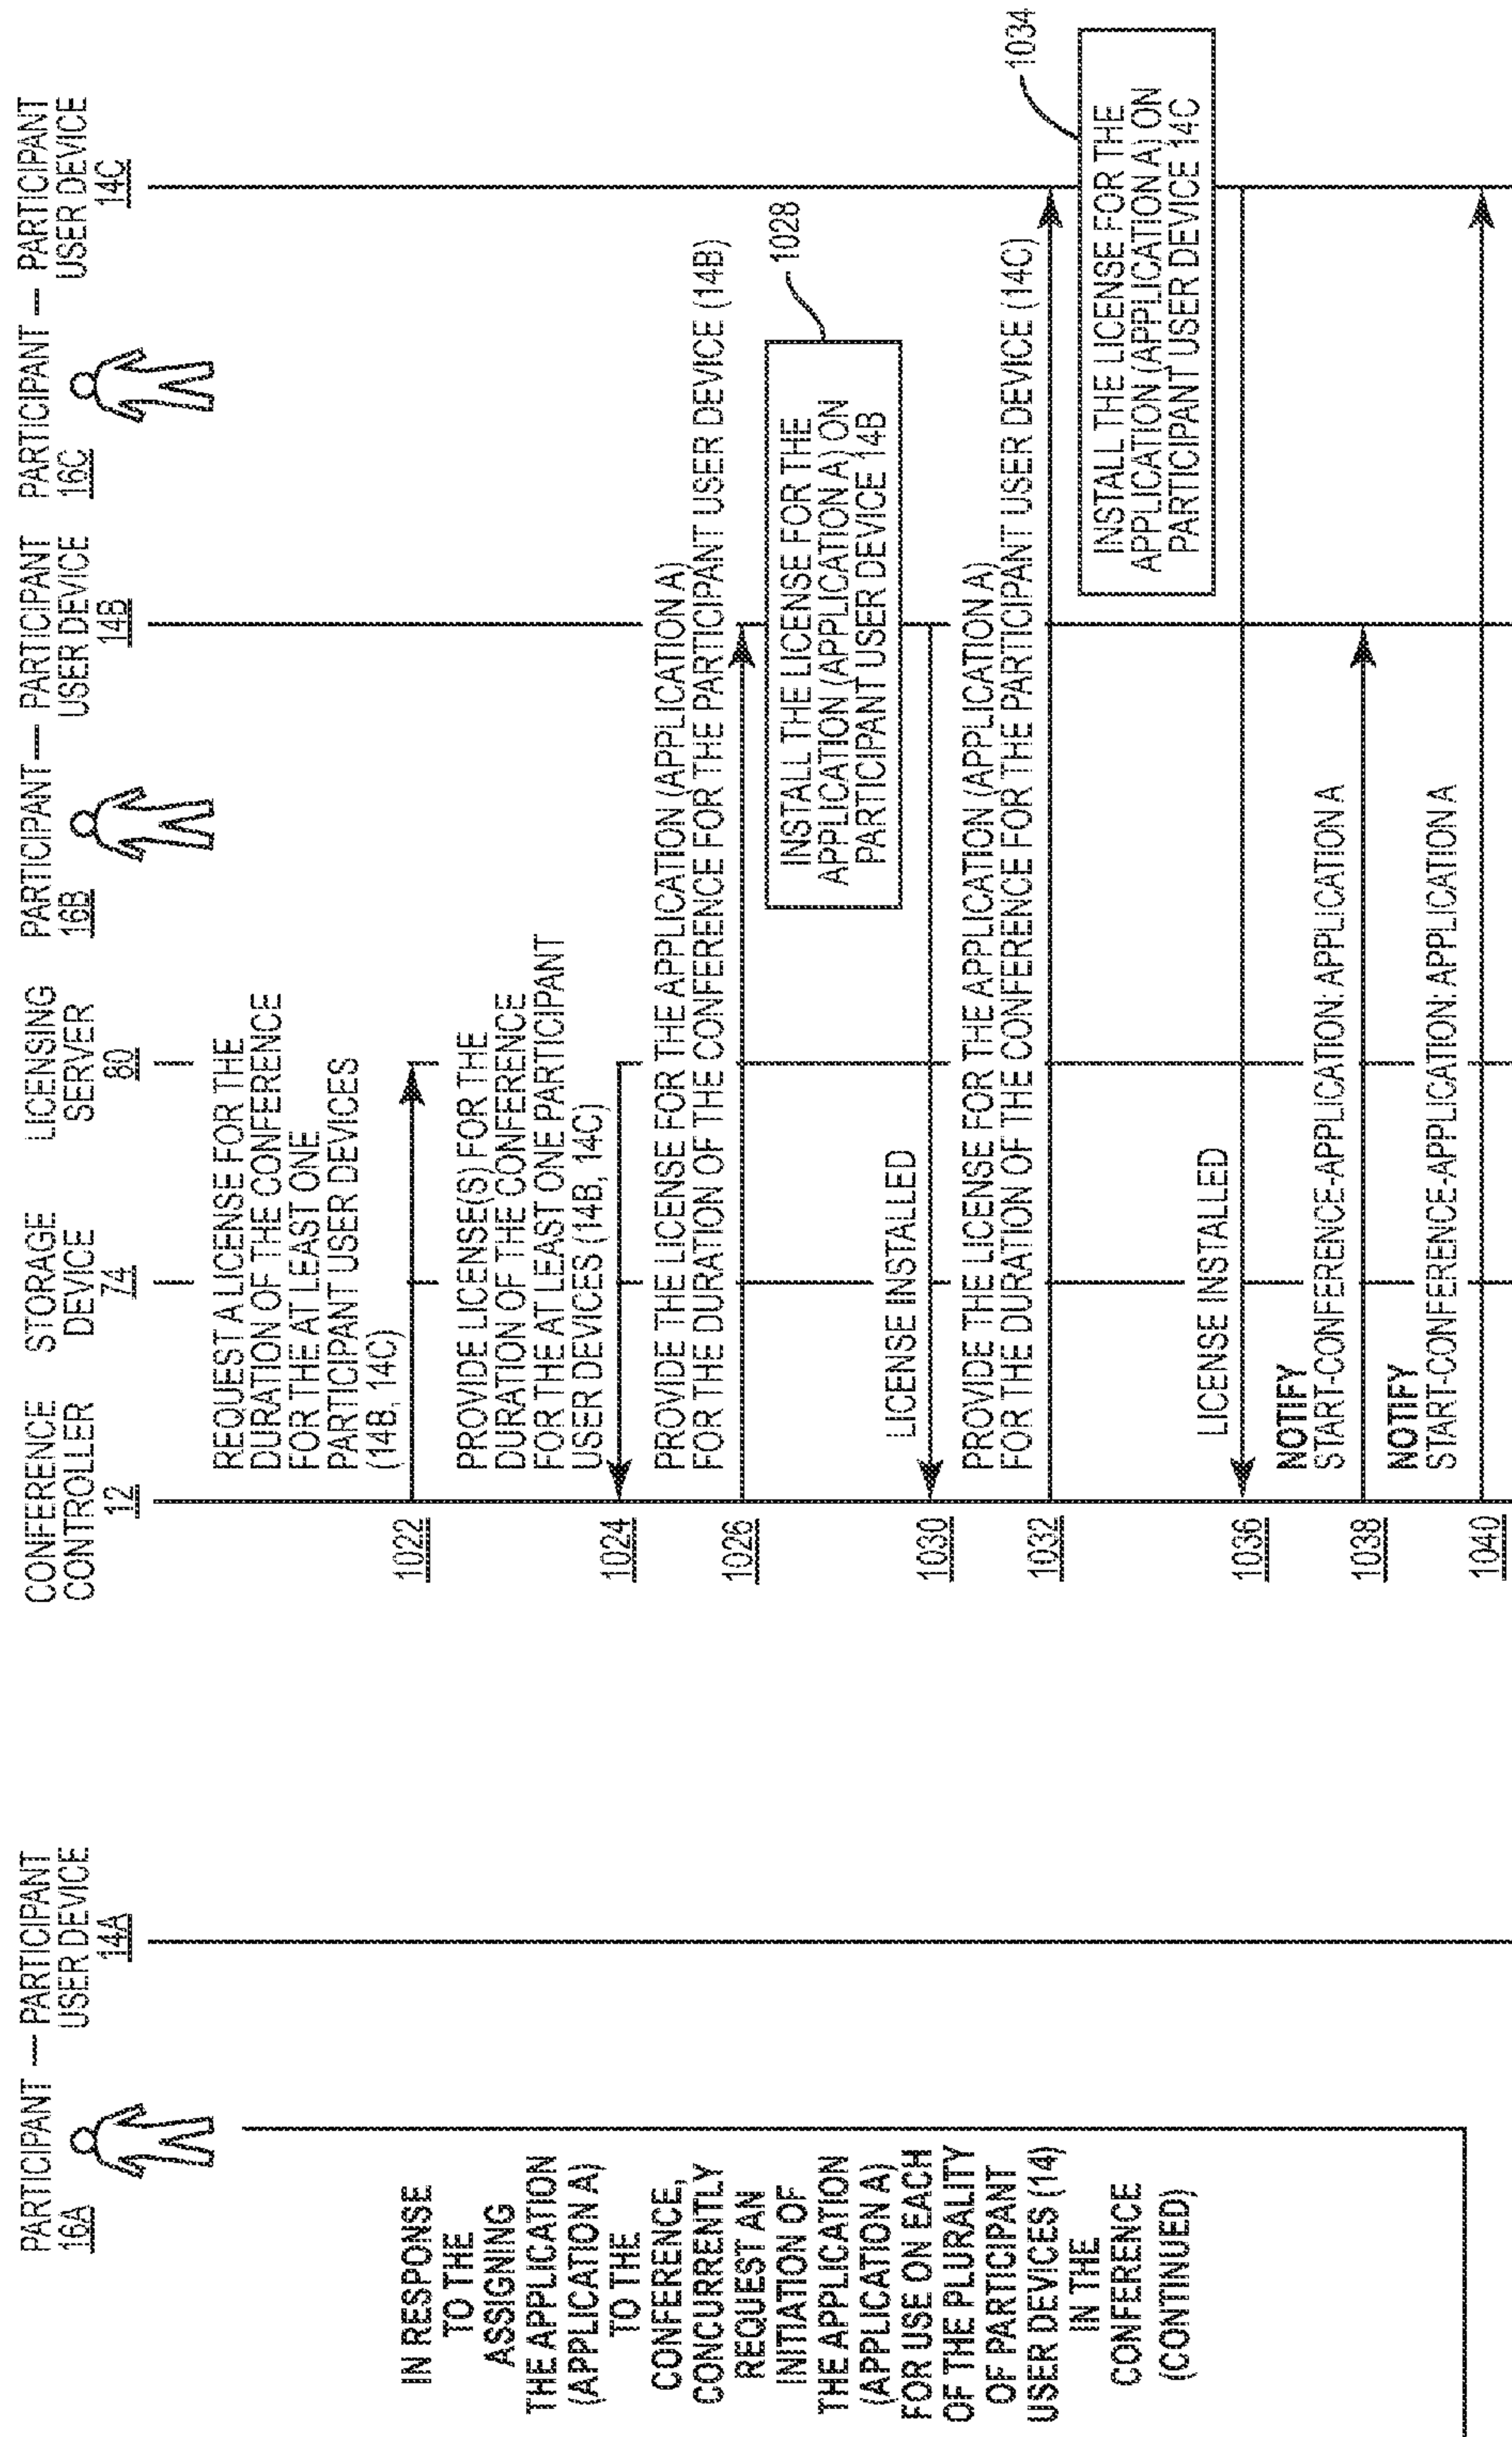 PARTICIPANT — PARTICIPANT
16A
USER DEVICE
14A
CONFERENCE
CONTROLLER
12
STORAGE
DEVICE
74
LICENSING
SERVER
80
PARTICIPANT — PARTICIPANT
16B
USER DEVICE
14B
PARTICIPANT — PARTICIPANT
16C
USER DEVICE
14C
IN RESPONSE
TO THE
ASSIGNING
THE APPLICATION
(APPLICATION A)
TO THE
CONFERENCE,
CONCURRENTLY
REQUEST AN
INITIATION OF
THE APPLICATION
(APPLICATION A)
FOR USE ON EACH
OF THE PLURALITY
OF PARTICIPANT
USER DEVICES (14)
IN THE
CONFERENCE
(CONTINUED)
REQUEST A LICENSE FOR THE
DURATION OF THE CONFERENCE
FOR THE AT LEAST ONE
PARTICIPANT USER DEVICES
(14B, 14C)
1022
PROVIDE LICENSE(S) FOR THE
DURATION OF THE CONFERENCE
FOR THE AT LEAST ONE PARTICIPANT
USER DEVICES (14B, 14C)
1024
PROVIDE THE LICENSE FOR THE APPLICATION (APPLICATION A)
FOR THE DURATION OF THE CONFERENCE FOR THE PARTICIPANT USER DEVICE (14B)
1026
INSTALL THE LICENSE FOR THE
APPLICATION (APPLICATION A) ON
PARTICIPANT USER DEVICE 14B
1028
LICENSE INSTALLED
1030
PROVIDE THE LICENSE FOR THE APPLICATION (APPLICATION A)
FOR THE DURATION OF THE CONFERENCE FOR THE PARTICIPANT USER DEVICE (14C)
1032
INSTALL THE LICENSE FOR THE
APPLICATION (APPLICATION A) ON
PARTICIPANT USER DEVICE 14C
1034
LICENSE INSTALLED
1036
NOTIFY
START-CONFERENCE-APPLICATION: APPLICATION A
1038
NOTIFY
START-CONFERENCE-APPLICATION: APPLICATION A
1040